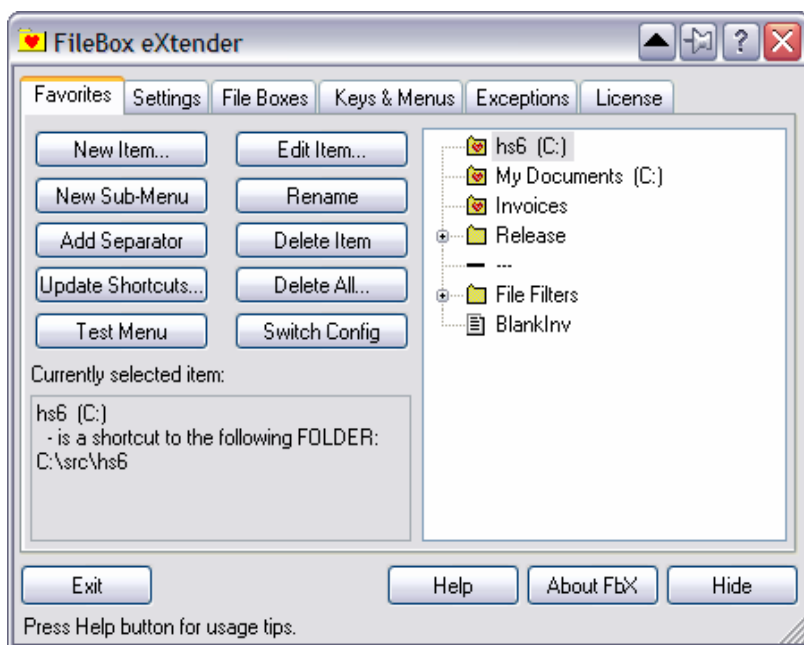 FileBox eXtender
Favorites Settings File Boxes Keys & Menus Exceptions License
New Item... Edit Item...
New Sub-Menu Rename
Add Separator Delete Item
Update Shortcuts... Delete All...
Test Menu Switch Config
hs6 (C:)
My Documents (C:)
Invoices
Release
---
File Filters
BlankInv
Currently selected item:
hs6 (C:)
- is a shortcut to the following FOLDER:
C:\src\hs6
Exit Help About FbX Hide
Press Help button for usage tips.